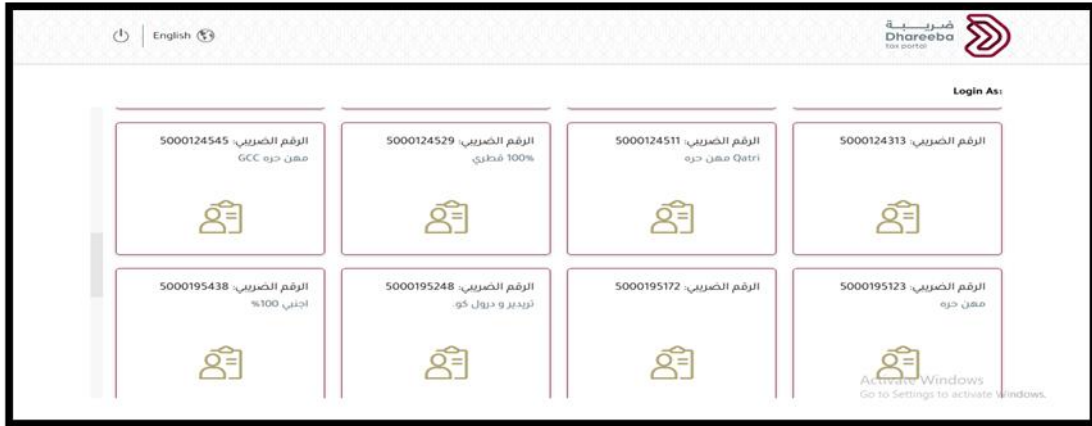 ضريبة
Dhareeba
tax portal
English
Login As:
الرقم الضريبي: 5000124313
الرقم الضريبي: 5000124511
Qatri مهن حره
الرقم الضريبي: 5000124529
100% قطري
الرقم الضريبي: 5000124545
مهن حره GCC
الرقم الضريبي: 5000195123
مهن حره
الرقم الضريبي: 5000195172
الرقم الضريبي: 5000195248
تريدير و درول كو.
الرقم الضريبي: 5000195438
اجنبي 100%
Activate Windows
Go to Settings to activate Windows.